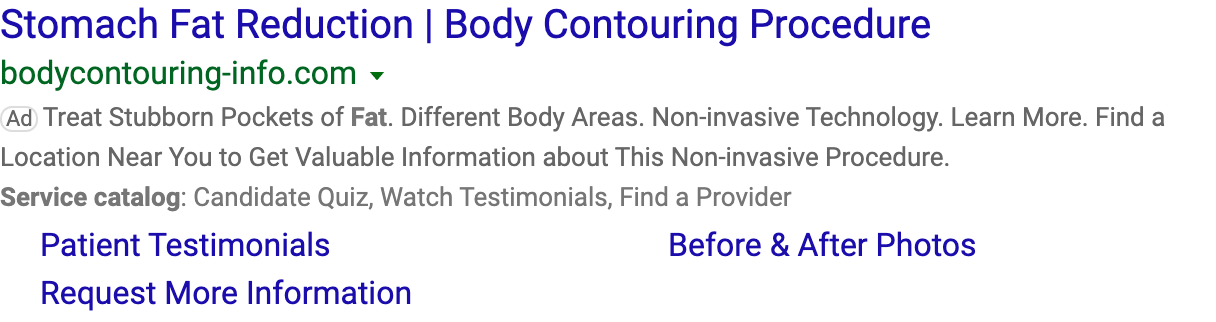 Stomach Fat Reduction | Body Contouring Procedure
bodycontouring-info.com
Ad Treat Stubborn Pockets of Fat. Different Body Areas. Non-invasive Technology. Learn More. Find a
Location Near You to Get Valuable Information about This Non-invasive Procedure.
Service catalog: Candidate Quiz, Watch Testimonials, Find a Provider
Patient Testimonials
Before & After Photos
Request More Information